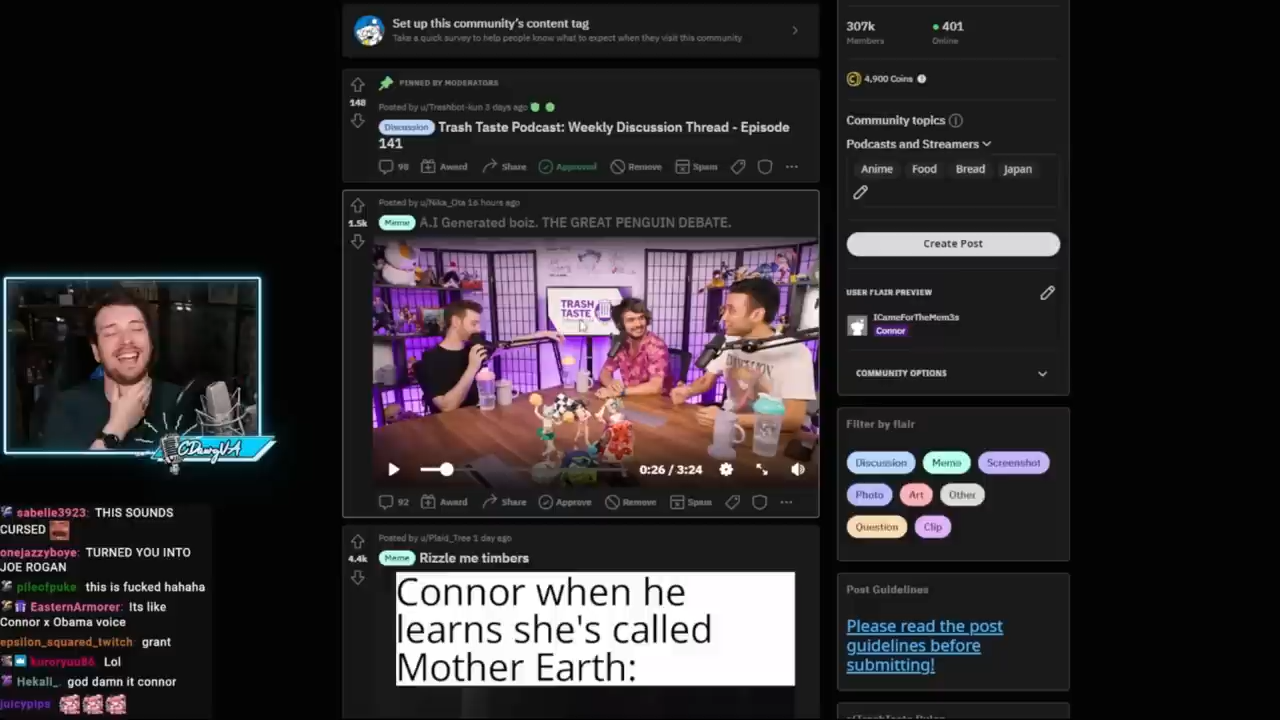 Set up this community's content tag
Take a quick survey to help people know what to expect when they visit this community
PINNED BY MODERATORS
148
Posted by u/Trashbot-kun 3 days ago
Discussion Trash Taste Podcast: Weekly Discussion Thread - Episode
141
98 Award Share Approved Remove Spam
Posted by u/Nika_Ota 16 hours ago
1.5k
Meme A.I Generated boiz. THE GREAT PENGUIN DEBATE.
TRASH
TASTE
0:26 / 3:24
92 Award Share Approve Remove Spam
Posted by u/Plaid_Tree 1 day ago
4.4k
Meme Rizzle me timbers
Connor when he
learns she's called
Mother Earth:
307k 401
Members Online
4,900 Coins
Community topics
Podcasts and Streamers
Anime Food Bread Japan
Create Post
USER FLAIR PREVIEW
ICameForTheMem3s
Connor
COMMUNITY OPTIONS
Filter by flair
Discussion Meme Screenshot
Photo Art Other
Question Clip
Post Guidelines
Please read the post
guidelines before
submitting!
r/TrashTaste Rules
CDawgVA
sabelle3923: THIS SOUNDS
CURSED
onejazzyboye: TURNED YOU INTO
JOE ROGAN
pileofpuke: this is fucked hahaha
EasternArmorer: Its like
Connor x Obama voice
epsilon_squared_twitch: grant
kuroryuu86: Lol
Hekali_: god damn it connor
juicypips: